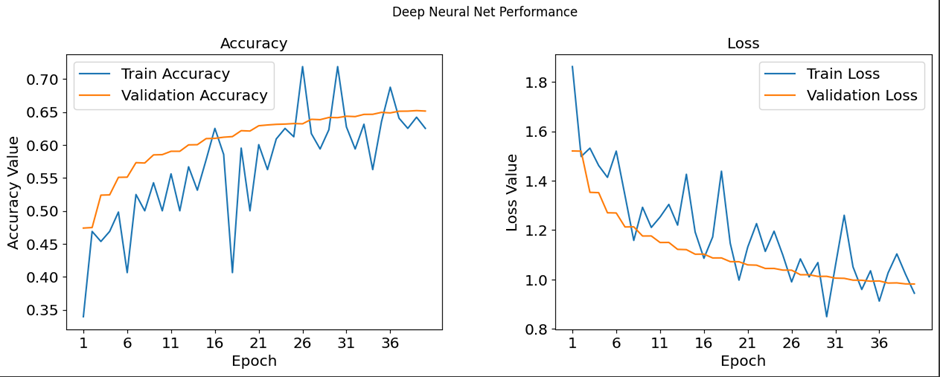 Deep Neural Net Performance
Accuracy
Train Accuracy
Validation Accuracy
Accuracy Value
0.70
0.65
0.60
0.55
0.50
0.45
0.40
0.35
1 6 11 16 21 26 31 36
Epoch
Loss
Train Loss
Validation Loss
Loss Value
1.8
1.6
1.4
1.2
1.0
0.8
1 6 11 16 21 26 31 36
Epoch